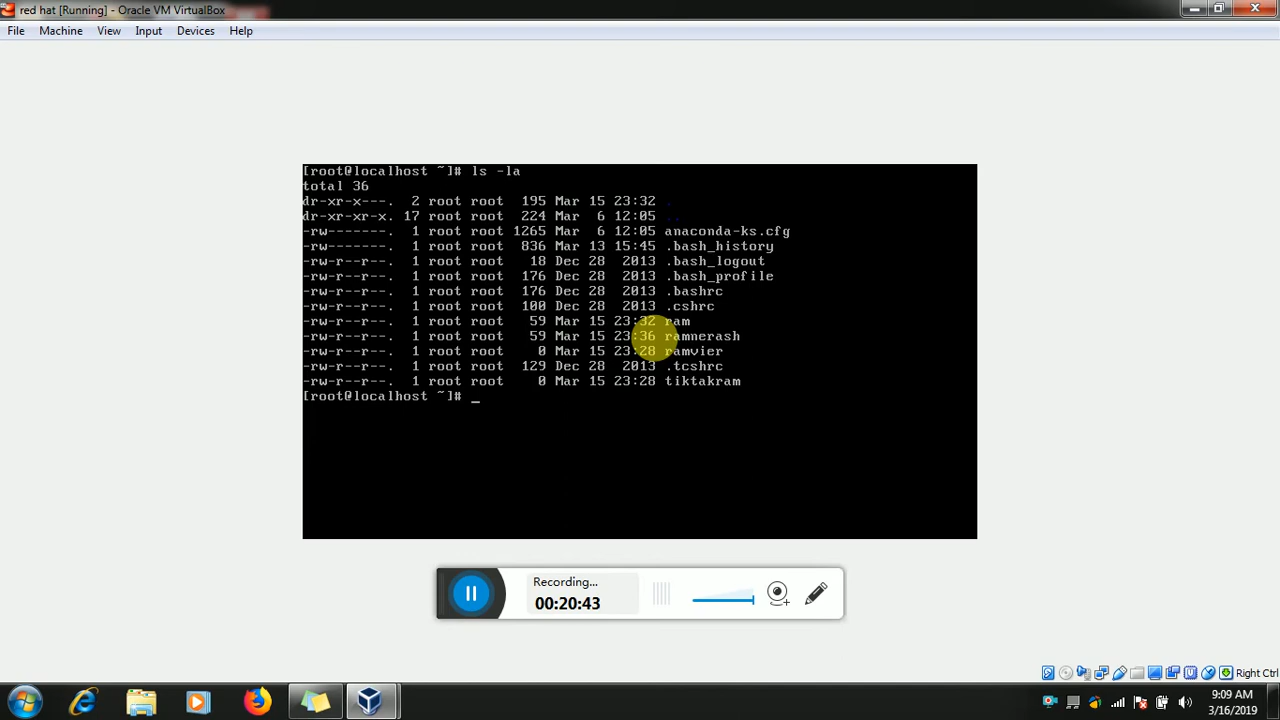 red hat [Running] - Oracle VM VirtualBox
File Machine View Input Devices Help
[root@localhost ~]# ls -la
total 36
dr-xr-x---. 2 root root 195 Mar 15 23:32 .
dr-xr-xr-x. 17 root root 224 Mar 6 12:05 ..
-rw-------. 1 root root 1265 Mar 6 12:05 anaconda-ks.cfg
-rw-------. 1 root root 836 Mar 13 15:45 .bash_history
-rw-r--r--. 1 root root 18 Dec 28 2013 .bash_logout
-rw-r--r--. 1 root root 176 Dec 28 2013 .bash_profile
-rw-r--r--. 1 root root 176 Dec 28 2013 .bashrc
-rw-r--r--. 1 root root 100 Dec 28 2013 .cshrc
-rw-r--r--. 1 root root 59 Mar 15 23:32 ram
-rw-r--r--. 1 root root 59 Mar 15 23:36 ramnerash
-rw-r--r--. 1 root root 0 Mar 15 23:28 ramvier
-rw-r--r--. 1 root root 129 Dec 28 2013 .tcshrc
-rw-r--r--. 1 root root 0 Mar 15 23:28 tiktakram
[root@localhost ~]# _
Recording...
00:20:43
Right Ctrl
9:09 AM
3/16/2019